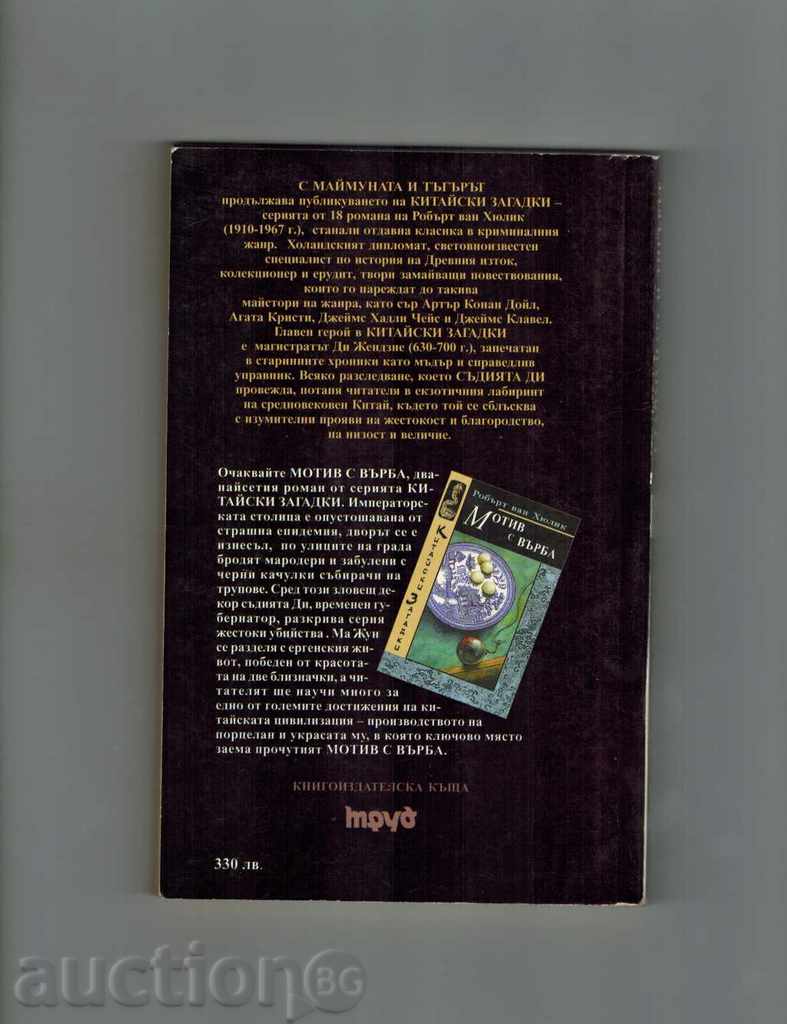 С МАЙМУНАТА И ТЪГЪРЪТ
продължава публикуването на КИТАЙСКИ ЗАГАДКИ –
серията от 18 романа на Робърт ван Хюлик
(1910-1967 г.), станали отдавна класика в криминалния
жанр. Холандският дипломат, световноизвестен
специалист по история на Древния изток,
колекционер и ерудит, твори замайващи повествования,
които го нареждат до такива
майстори на жанра, като сър Артър Конан Дойл,
Агата Кристи, Джеймс Хадли Чейс и Джеймс Клавел.
Главен герой в КИТАЙСКИ ЗАГАДКИ
е магистратът Ди Жендзие (630-700 г.), запечатан
в старинните хроники като мъдър и справедлив
управник. Всяко разследване, което СЪДИЯТА ДИ
провежда, потапя читателя в екзотичния лабиринт
на средновековен Китай, където той се сблъсква
с изумителни прояви на жестокост и благородство,
на низост и величие.
Очаквайте МОТИВ С ВЪРБА, два-
найсетия роман от серията КИ-
ТАЙСКИ ЗАГАДКИ. Императорс-
ката столица е опустошавана от
страшна епидемия, дворът се е
изнесъл, по улиците на града
бродят мародери и забулени с
черни качулки събирачи на
трупове. Сред този зловещ де-
кор съдията Ди, временен гу-
бернатор, разкрива серия
жестоки убийства. Ма Жун
се разделя с ергенския жи-
вот, победен от красота-
та на две близначки, а чи-
тателят ще научи много за
едно от големите достижения на ки-
тайската цивилизация – производството на
порцелан и украсата му, в която ключово място
заема прочутият МОТИВ С ВЪРБА.
Робърт ван Хюлик
МОТИВ
С ВЪРБА
КИТАЙСКИ ЗАГАДКИ
КНИГОИЗДАТЕЛСКА КЪЩА
труд
330 лв.
auctionBG